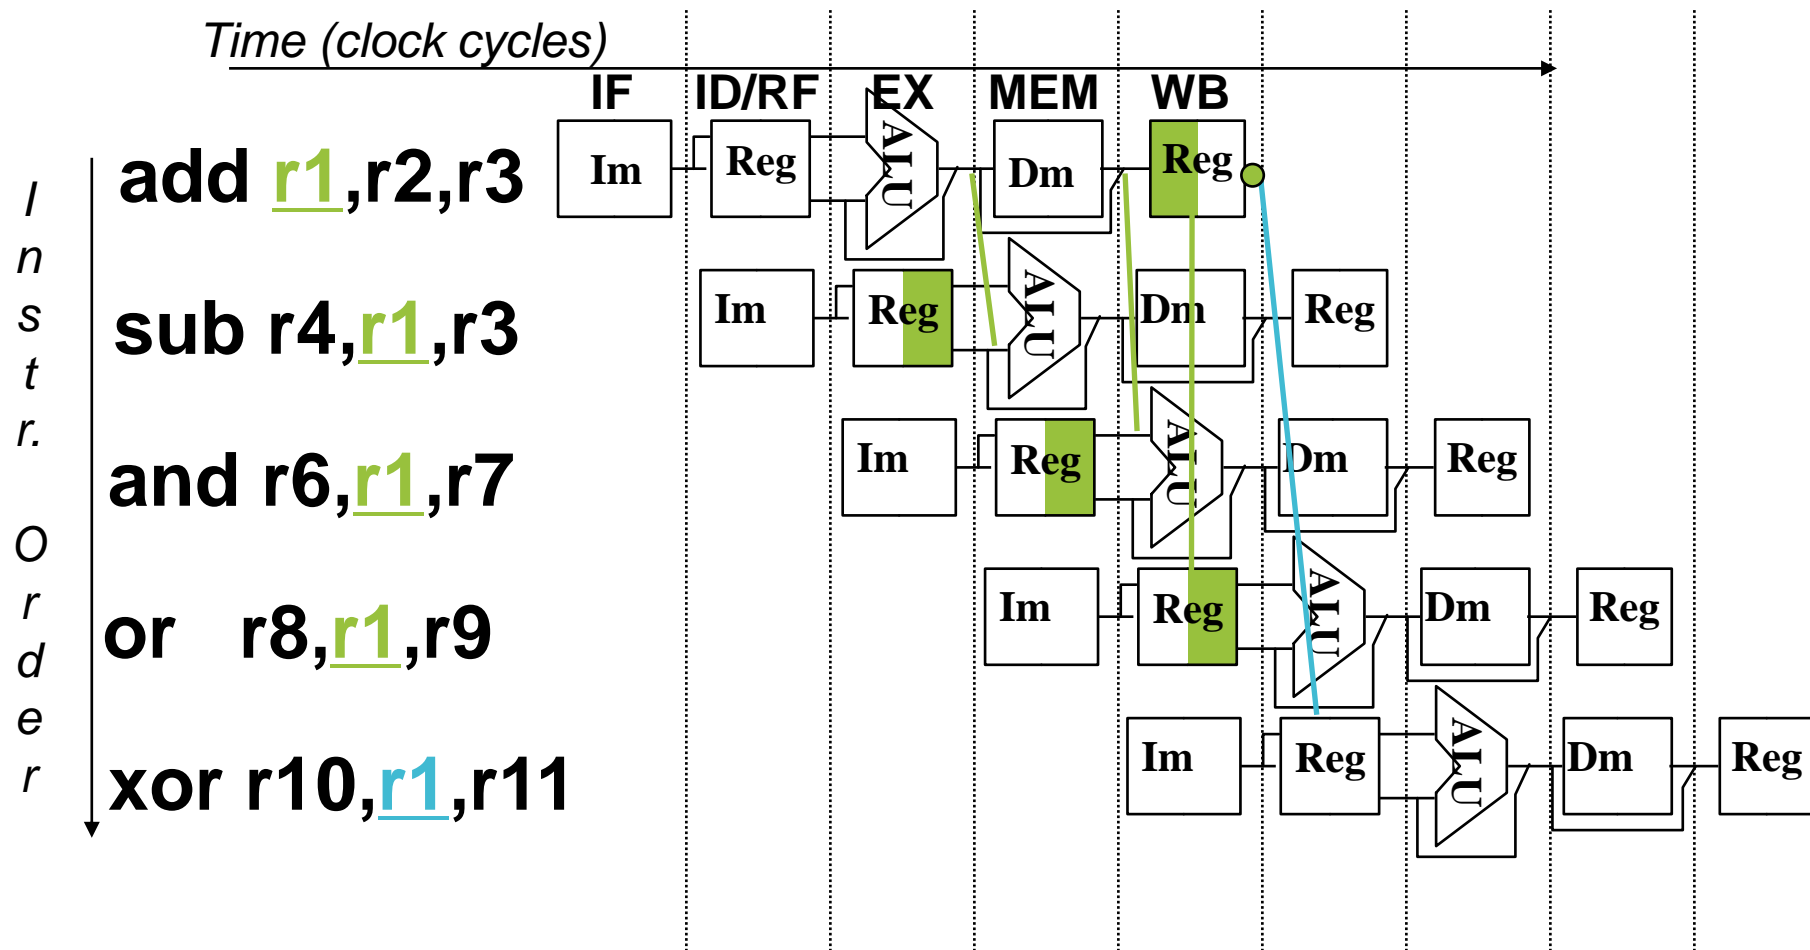 Time (clock cycles)
IF ID/RF EX MEM WB
Instr. Order
add r1,r2,r3
Im Reg ALU Dm Reg
sub r4,r1,r3
Im Reg ALU Dm Reg
and r6,r1,r7
Im Reg ALU Dm Reg
or r8,r1,r9
Im Reg ALU Dm Reg
xor r10,r1,r11
Im Reg ALU Dm Reg